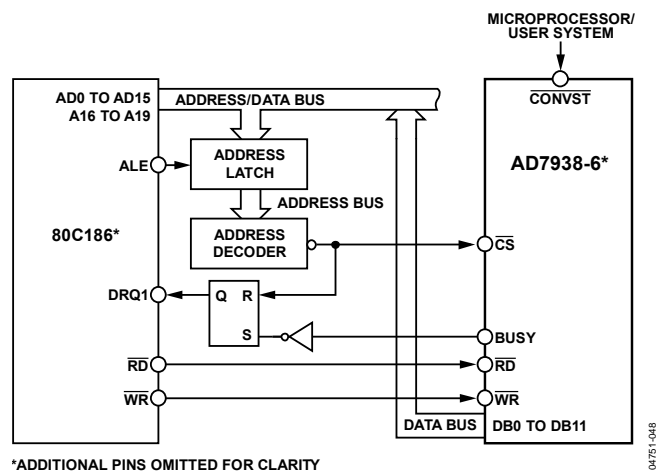 MICROPROCESSOR/
USER SYSTEM
AD0 TO AD15
A16 TO A19
ADDRESS/DATA BUS
CONVST
ALE
ADDRESS
LATCH
AD7938-6*
ADDRESS BUS
80C186*
ADDRESS
DECODER
CS
DRQ1
Q R
S
BUSY
RD
RD
WR
WR
DATA BUS
DB0 TO DB11
*ADDITIONAL PINS OMITTED FOR CLARITY
04751-048